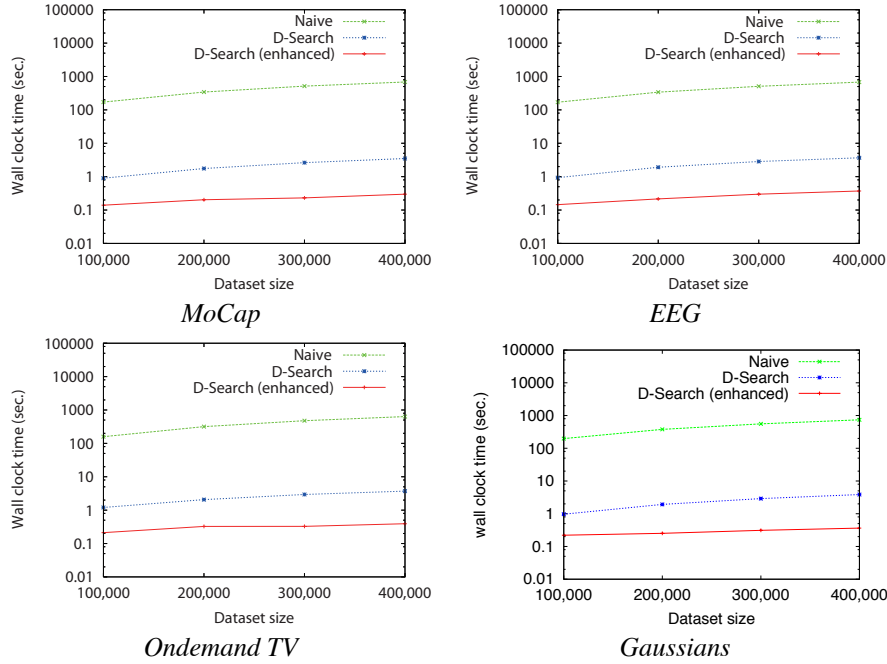 100000
10000
1000
100
10
1
0.1
0.01
Wall clock time (sec.)
Naive
D-Search
D-Search (enhanced)
100,000 200,000 300,000 400,000
Dataset size
MoCap
100000
10000
1000
100
10
1
0.1
0.01
Wall clock time (sec.)
Naive
D-Search
D-Search (enhanced)
100,000 200,000 300,000 400,000
Dataset size
EEG
100000
10000
1000
100
10
1
0.1
0.01
Wall clock time (sec.)
Naive
D-Search
D-Search (enhanced)
100,000 200,000 300,000 400,000
Dataset size
Ondemand TV
100000
10000
1000
100
10
1
0.1
0.01
wall clock time (sec.)
Naive
D-Search
D-Search (enhanced)
100,000 200,000 300,000 400,000
Dataset size
Gaussians